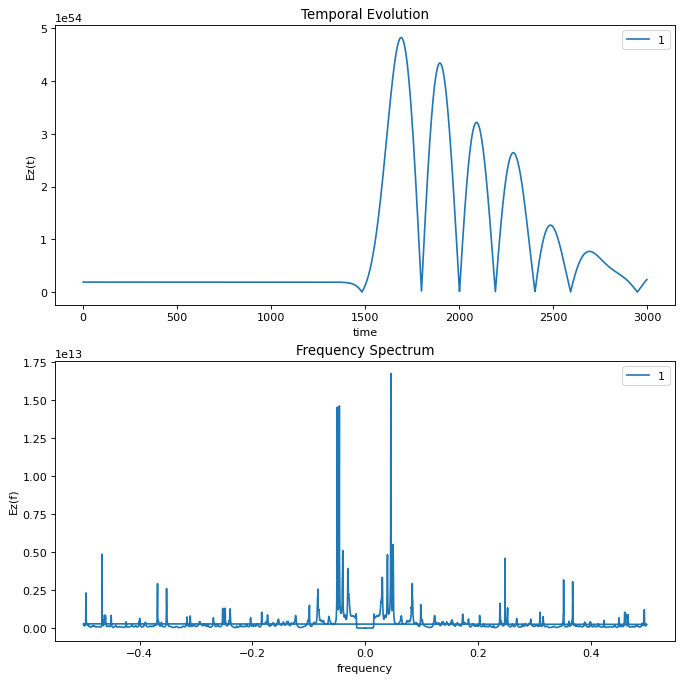 Temporal Evolution
1e54
5
4
3
2
1
0
Ez(t)
1
0 500 1000 1500 2000 2500 3000
time
Frequency Spectrum
1e13
1.75
1.50
1.25
1.00
0.75
0.50
0.25
0.00
Ez(f)
1
−0.4 −0.2 0.0 0.2 0.4
frequency